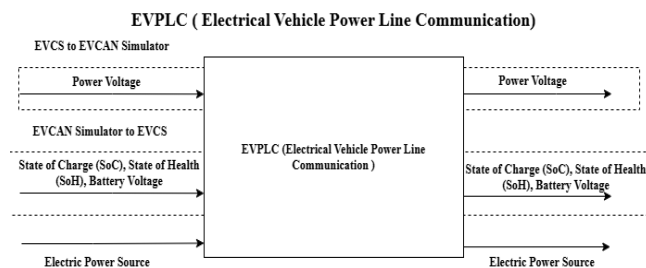 EVPLC ( Electrical Vehicle Power Line Communication)
EVCS to EVCAN Simulator
Power Voltage
Power Voltage
EVCAN Simulator to EVCS
EVPLC (Electrical Vehicle Power Line
Communication )
State of Charge (SoC), State of Health
(SoH), Battery Voltage
State of Charge (SoC), State of Health
(SoH), Battery Voltage
Electric Power Source
Electric Power Source